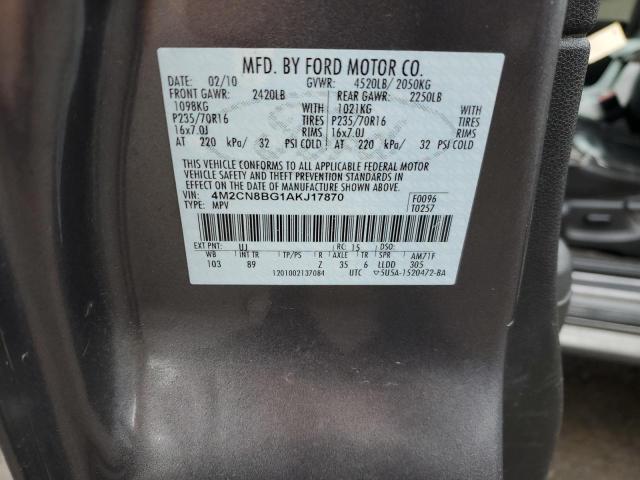 MFD. BY FORD MOTOR CO.
DATE: 02/10 GVWR: 4520LB/ 2050KG
FRONT GAWR: 2420LB REAR GAWR: 2250LB
1098KG WITH 1021KG WITH
P235/70R16 TIRES P235/70R16 TIRES
16x7.0J RIMS 16x7.0J RIMS
AT 220 kPa/ 32 PSI COLD AT 220 kPa/ 32 PSI COLD
THIS VEHICLE CONFORMS TO ALL APPLICABLE FEDERAL MOTOR
VEHICLE SAFETY AND THEFT PREVENTION STANDARDS IN
EFFECT ON THE DATE OF MANUFACTURE SHOWN ABOVE.
VIN: 4M2CN8BG1AKJ17870 F0096
TYPE: MPV T0257
EXT PNT: UJ RC: 15 DSO:
WB INT TR TP/PS R AXLE TR SPR AM71F
103 89 Z 35 6 LLDD 305
1201002137084 UTC 5U5A-1520472-BA